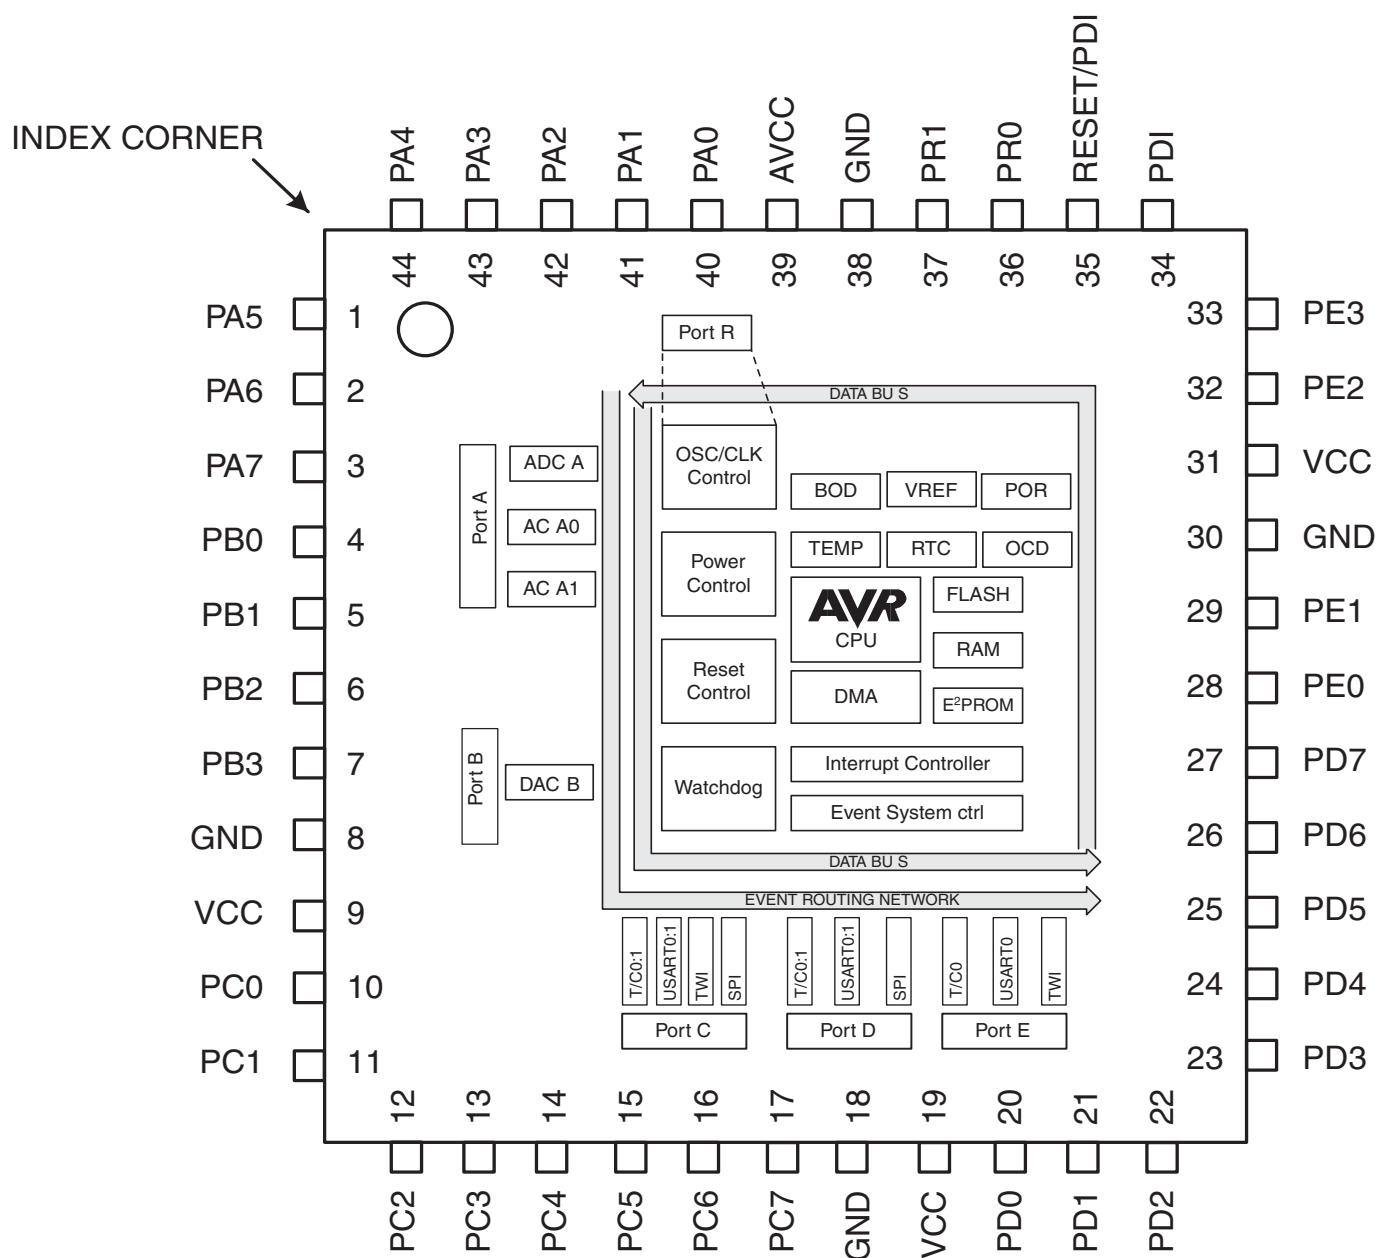 INDEX CORNER
PA4
PA3
PA2
PA1
PA0
AVCC
GND
PR1
PR0
RESET/PDI
PDI
44
43
42
41
40
39
38
37
36
35
34
PA5
1
PA6
2
PA7
3
PB0
4
PB1
5
PB2
6
PB3
7
GND
8
VCC
9
PC0
10
PC1
11
33
PE3
32
PE2
31
VCC
30
GND
29
PE1
28
PE0
27
PD7
26
PD6
25
PD5
24
PD4
23
PD3
Port R
DATA BU S
OSC/CLK
Control
BOD
VREF
POR
Power
Control
TEMP
RTC
OCD
AVR
CPU
FLASH
RAM
Reset
Control
DMA
E²PROM
Watchdog
Interrupt Controller
Event System ctrl
DATA BU S
EVENT ROUTING NETWORK
Port A
ADC A
AC A0
AC A1
Port B
DAC B
T/C0:1
USART0:1
TWI
SPI
Port C
T/C0:1
USART0:1
SPI
Port D
T/C0
USART0
TWI
Port E
12
13
14
15
16
17
18
19
20
21
22
PC2
PC3
PC4
PC5
PC6
PC7
GND
VCC
PD0
PD1
PD2